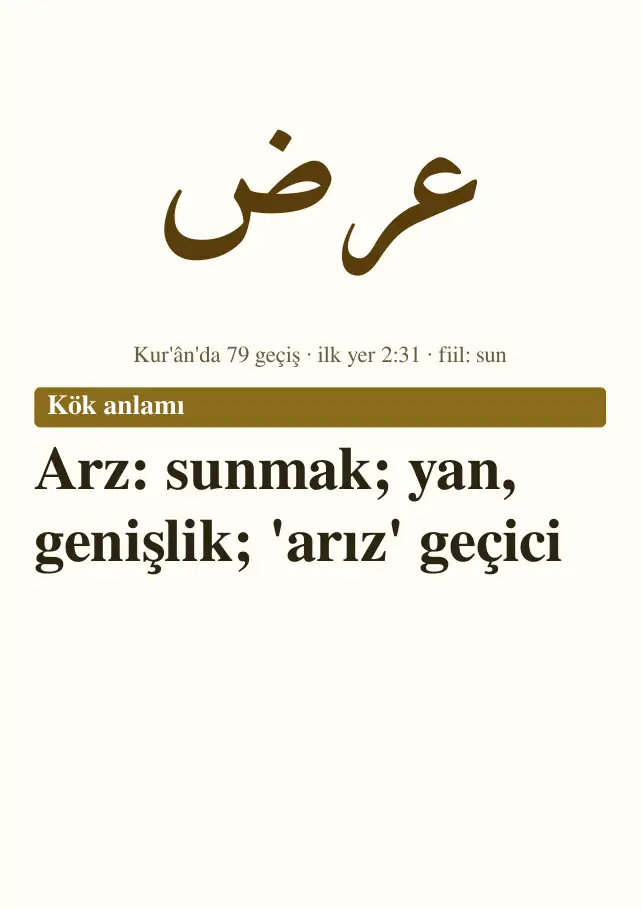 عرض
Kur'ân'da 79 geçiş · ilk yer 2:31 · fiil: sun
Kök anlamı
Arz: sunmak; yan,
genişlik; 'arız' geçici